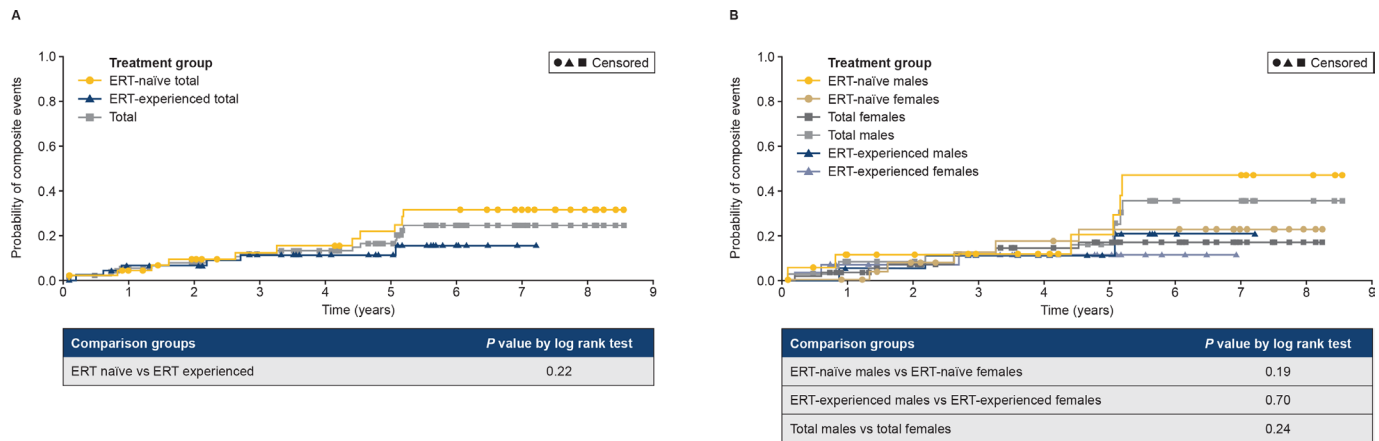 A
Probability of composite events
1.0
0.8
0.6
0.4
0.2
0.0
Treatment group
ERT-naïve total
ERT-experienced total
Total
Censored
0 1 2 3 4 5 6 7 8 9
Time (years)
Comparison groups P value by log rank test
ERT naïve vs ERT experienced 0.22
B
Probability of composite events
1.0
0.8
0.6
0.4
0.2
0.0
Treatment group
ERT-naïve males
ERT-naïve females
Total females
Total males
ERT-experienced males
ERT-experienced females
Censored
0 1 2 3 4 5 6 7 8 9
Time (years)
Comparison groups P value by log rank test
ERT-naïve males vs ERT-naïve females 0.19
ERT-experienced males vs ERT-experienced females 0.70
Total males vs total females 0.24